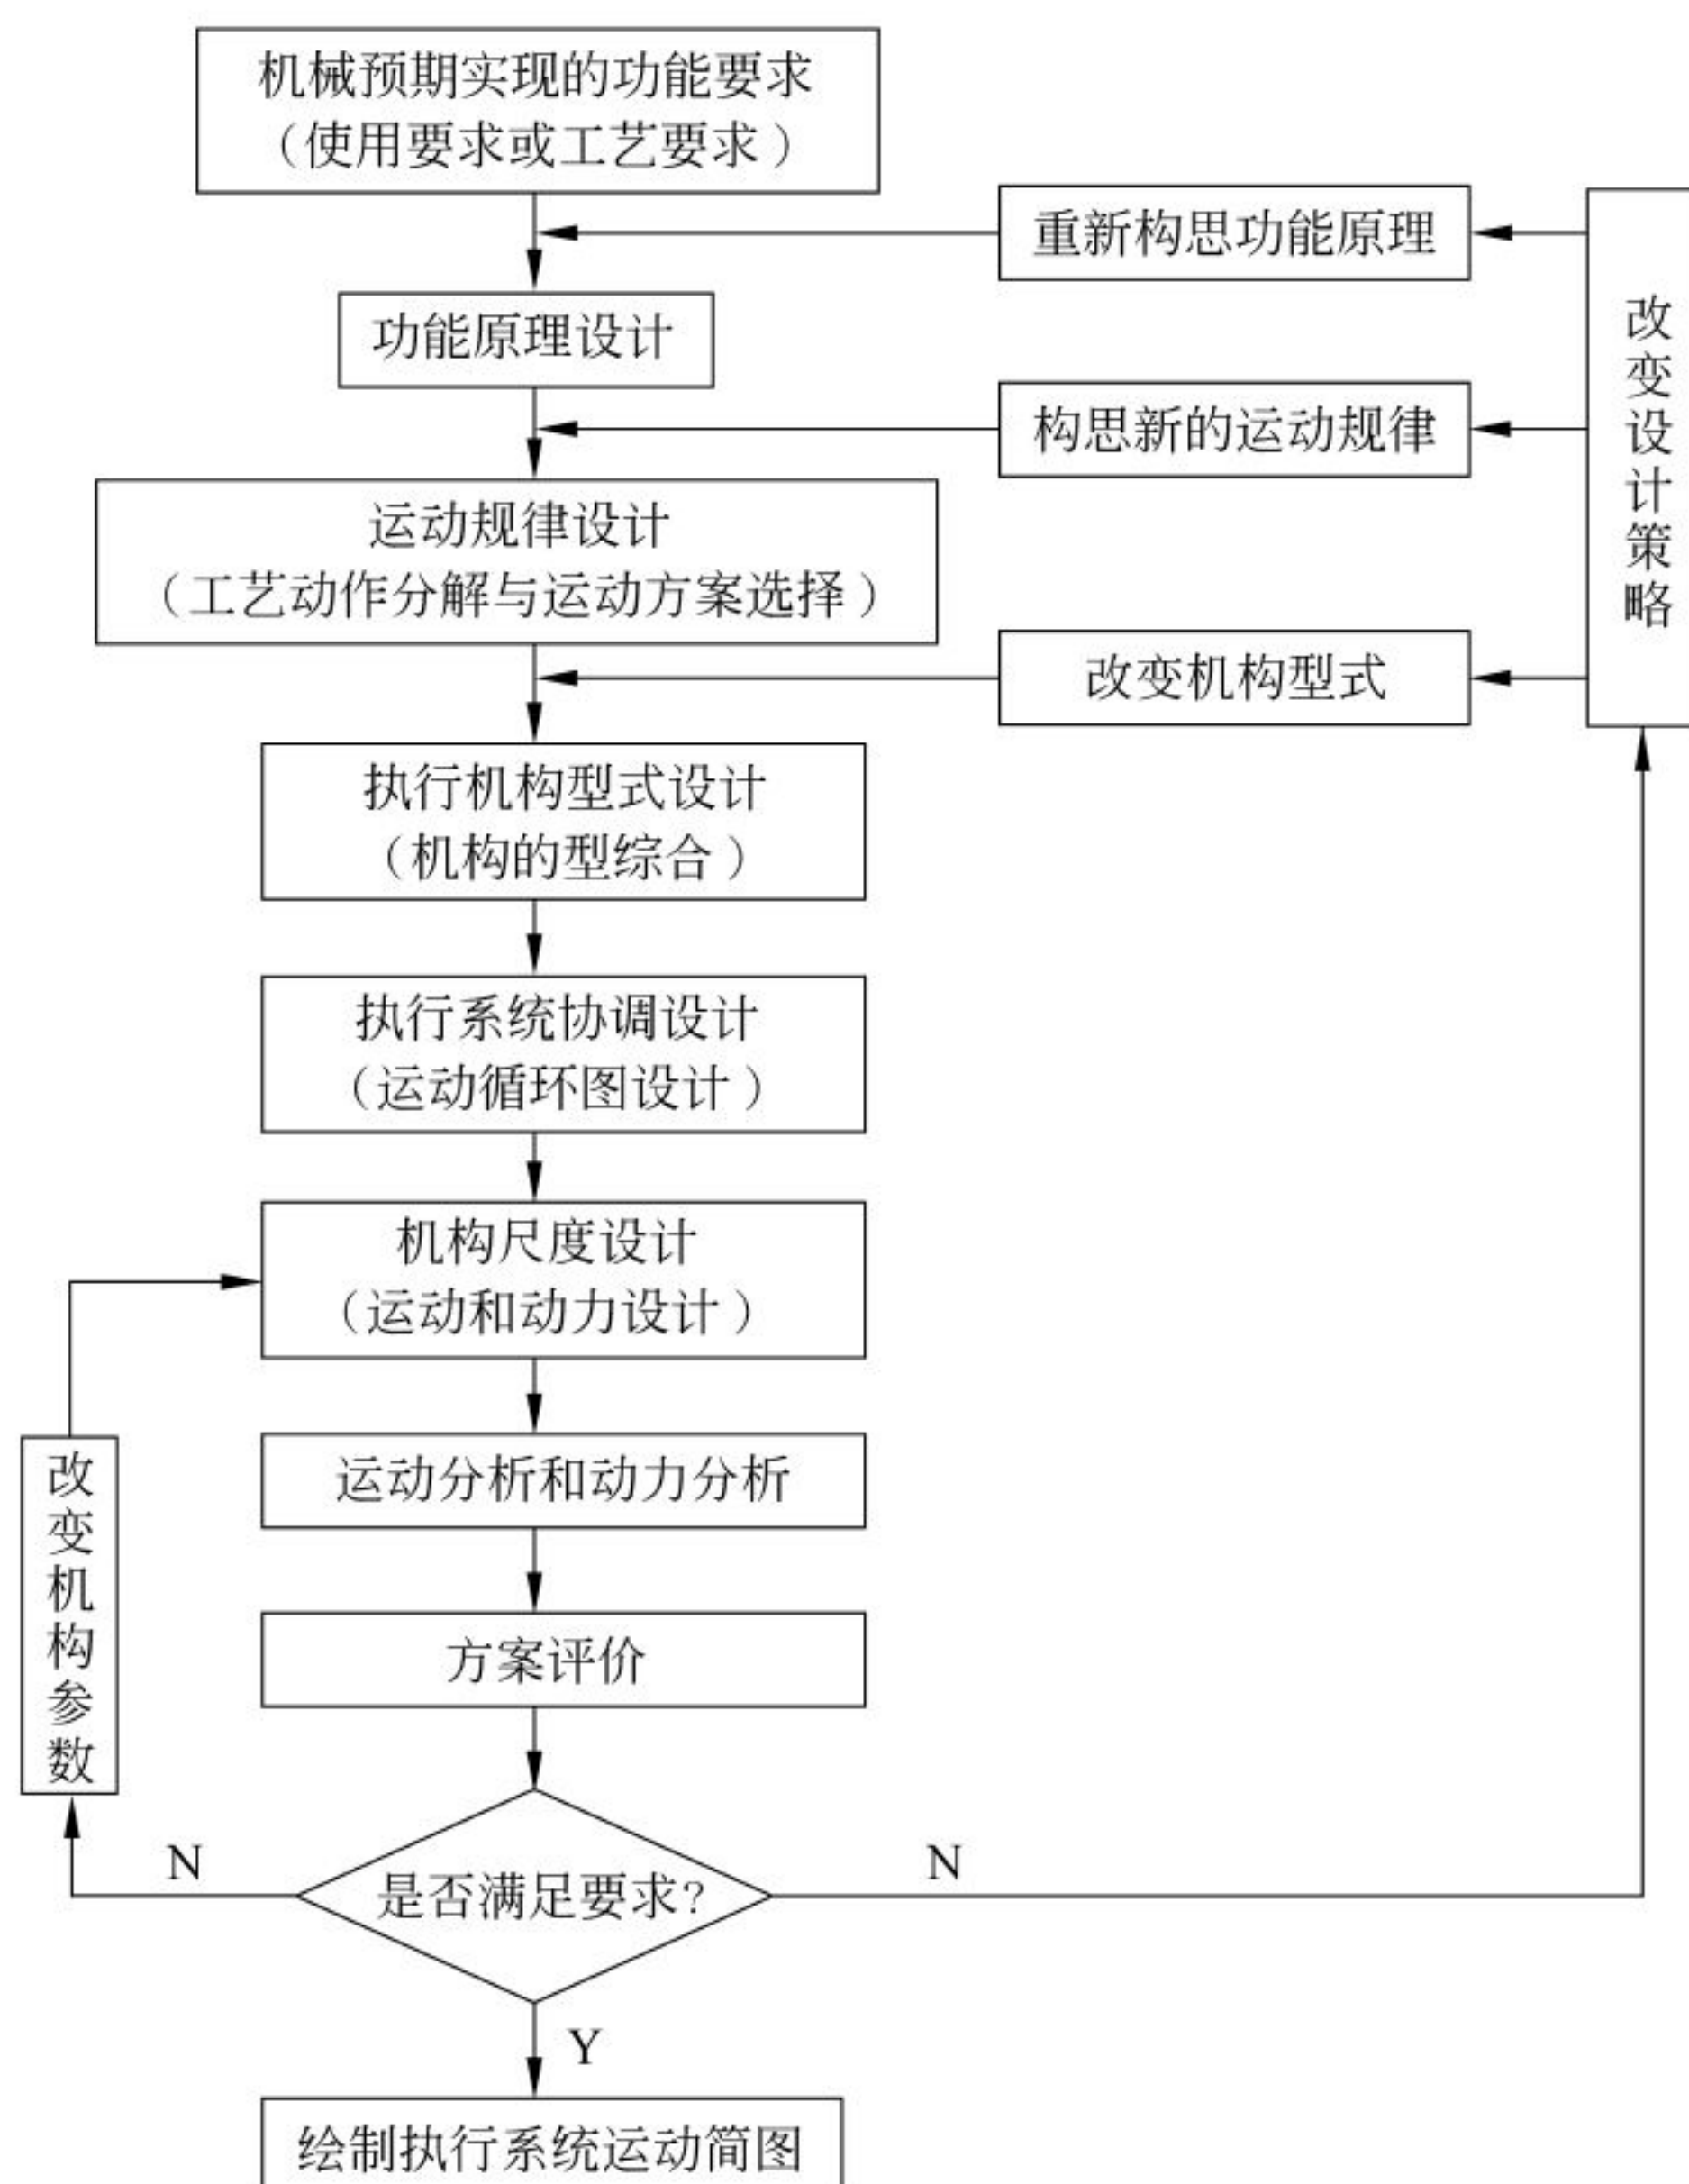 机械预期实现的功能要求
（使用要求或工艺要求）
重新构思功能原理
功能原理设计
构思新的运动规律
运动规律设计
（工艺动作分解与运动方案选择）
改变设计策略
改变机构型式
执行机构型式设计
（机构的型综合）
执行系统协调设计
（运动循环图设计）
机构尺度设计
（运动和动力设计）
运动分析和动力分析
改变机构参数
方案评价
N
是否满足要求?
N
Y
绘制执行系统运动简图